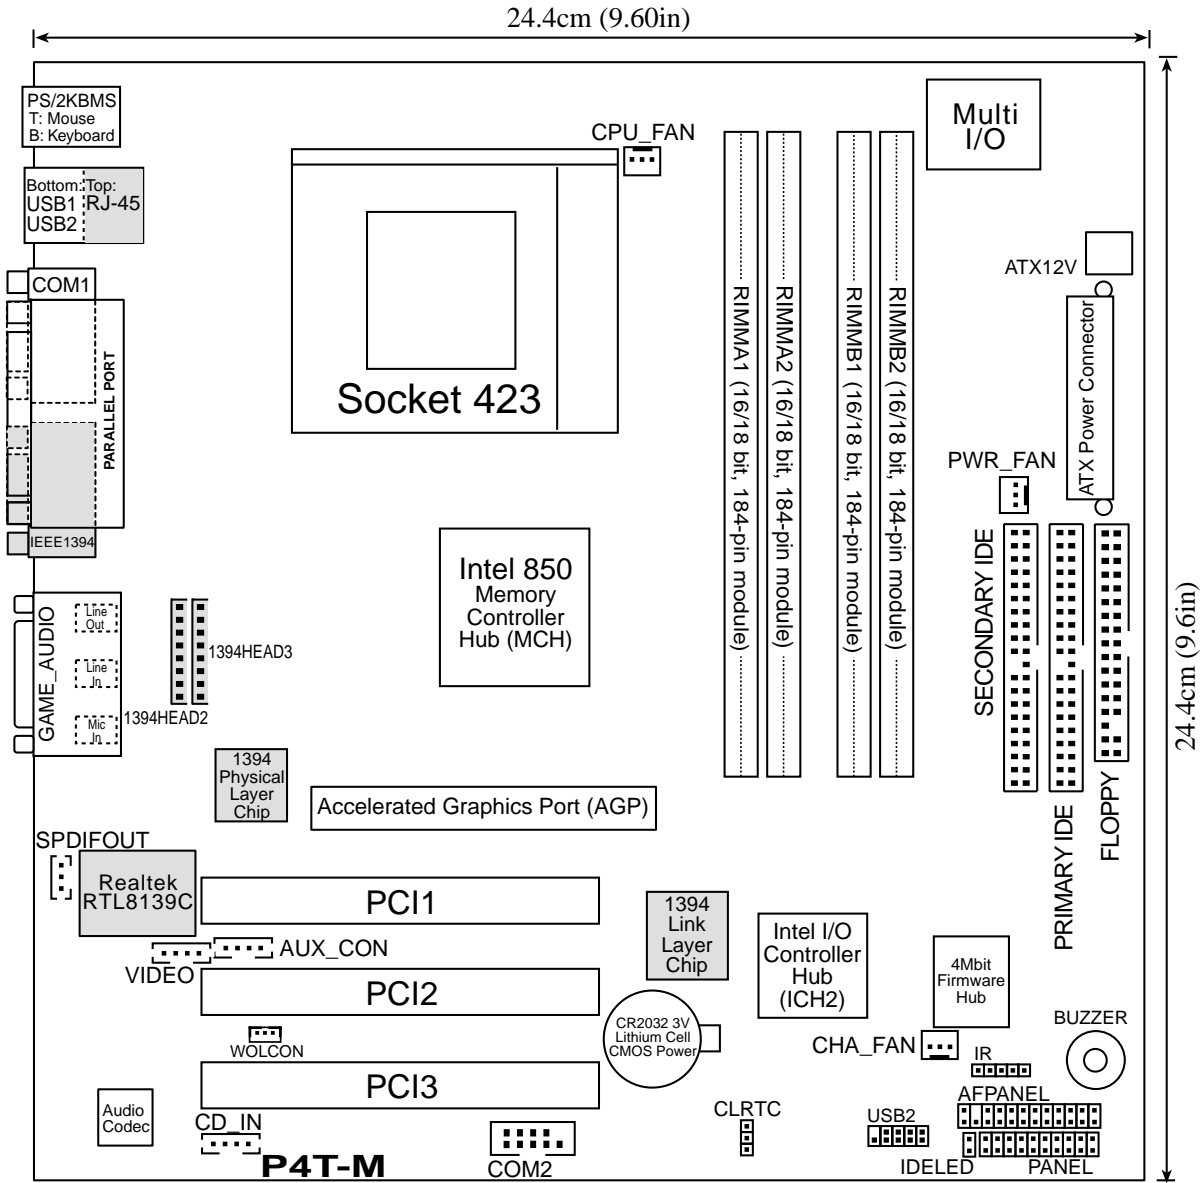 24.4cm (9.60in)
PS/2KBMS
T: Mouse
B: Keyboard
CPU_FAN
Multi
I/O
Bottom:
USB1
USB2
Top:
RJ-45
ATX12V
COM1
PARALLEL PORT
IEEE1394
Socket 423
RIMMA1 (16/18 bit, 184-pin module)
RIMMA2 (16/18 bit, 184-pin module)
RIMMB1 (16/18 bit, 184-pin module)
RIMMB2 (16/18 bit, 184-pin module)
ATX Power Connector
PWR_FAN
24.4cm (9.6in)
Intel 850
Memory
Controller
Hub (MCH)
SECONDARY IDE
PRIMARY IDE
FLOPPY
GAME_AUDIO
Line
Out
Line
In
Mic
In
1394HEAD3
1394HEAD2
1394
Physical
Layer
Chip
Accelerated Graphics Port (AGP)
SPDIFOUT
Realtek
RTL8139C
PCI1
1394
Link
Layer
Chip
Intel I/O
Controller
Hub
(ICH2)
4Mbit
Firmware
Hub
VIDEO
AUX_CON
PCI2
CR2032 3V
Lithium Cell
CMOS Power
BUZZER
WOLCON
CHA_FAN
IR
PCI3
AFPANEL
Audio
Codec
CD_IN
CLRTC
USB2
P4T-M
COM2
IDELED
PANEL